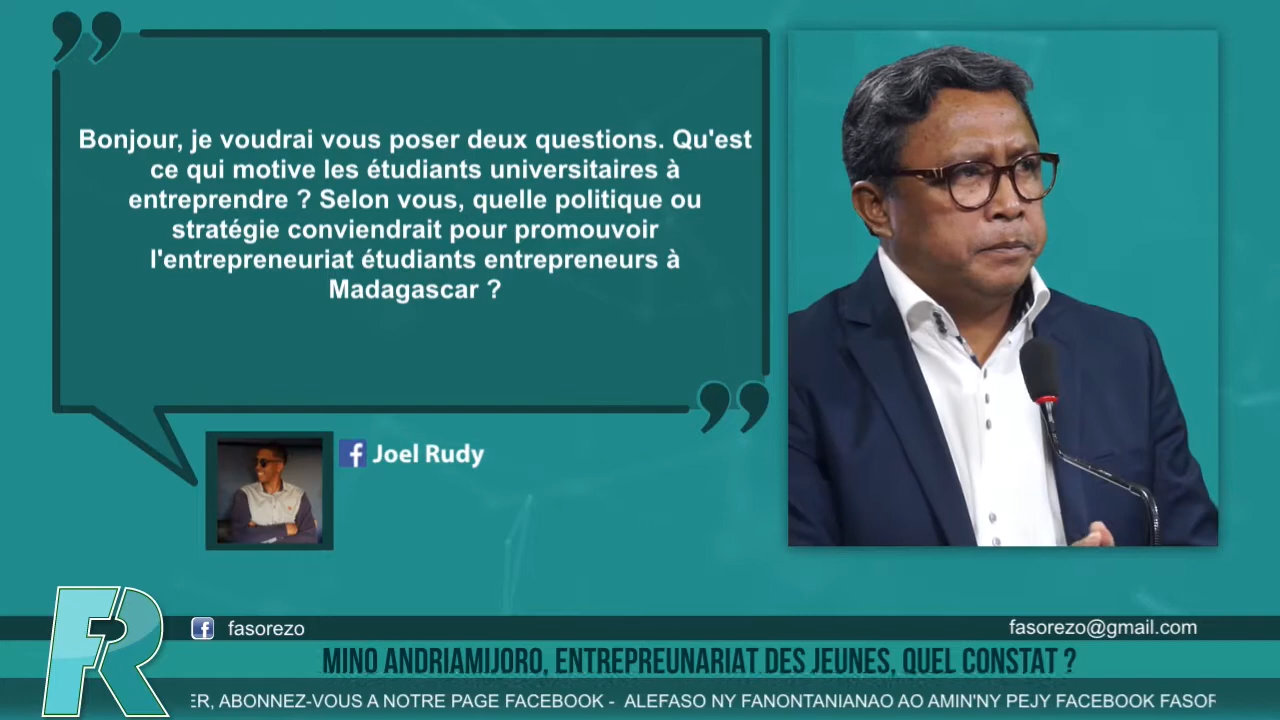 Bonjour, je voudrai vous poser deux questions. Qu'est
ce qui motive les étudiants universitaires à
entreprendre ? Selon vous, quelle politique ou
stratégie conviendrait pour promouvoir
l'entrepreneuriat étudiants entrepreneurs à
Madagascar ?
Joel Rudy
FR
fasorezo
fasorezo@gmail.com
MINO ANDRIAMIJORO, ENTREPREUNARIAT DES JEUNES, QUEL CONSTAT ?
ER, ABONNEZ-VOUS A NOTRE PAGE FACEBOOK - ALEFASO NY FANONTANIANAO AO AMIN'NY PEJY FACEBOOK FASOR